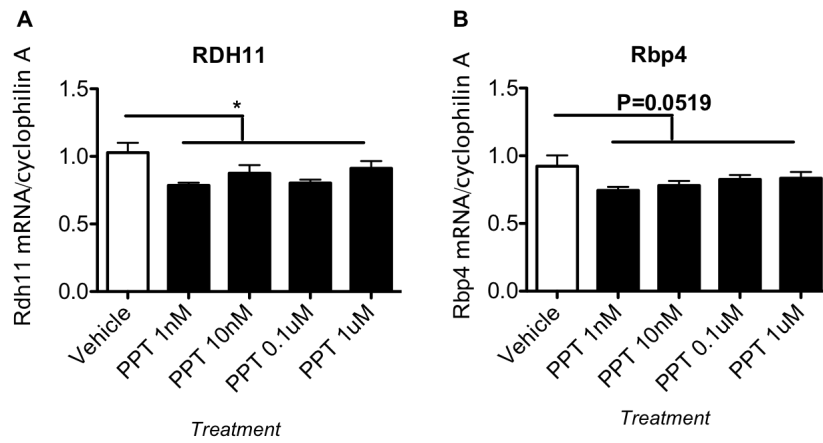 A
RDH11
Rdh11 mRNA/cyclophilin A
1.5
1.0
0.5
0.0
*
Vehicle
PPT 1nM
PPT 10nM
PPT 0.1uM
PPT 1uM
Treatment
B
Rbp4
Rbp4 mRNA/cyclophilin A
1.5
1.0
0.5
0.0
P=0.0519
Vehicle
PPT 1nM
PPT 10nM
PPT 0.1uM
PPT 1uM
Treatment